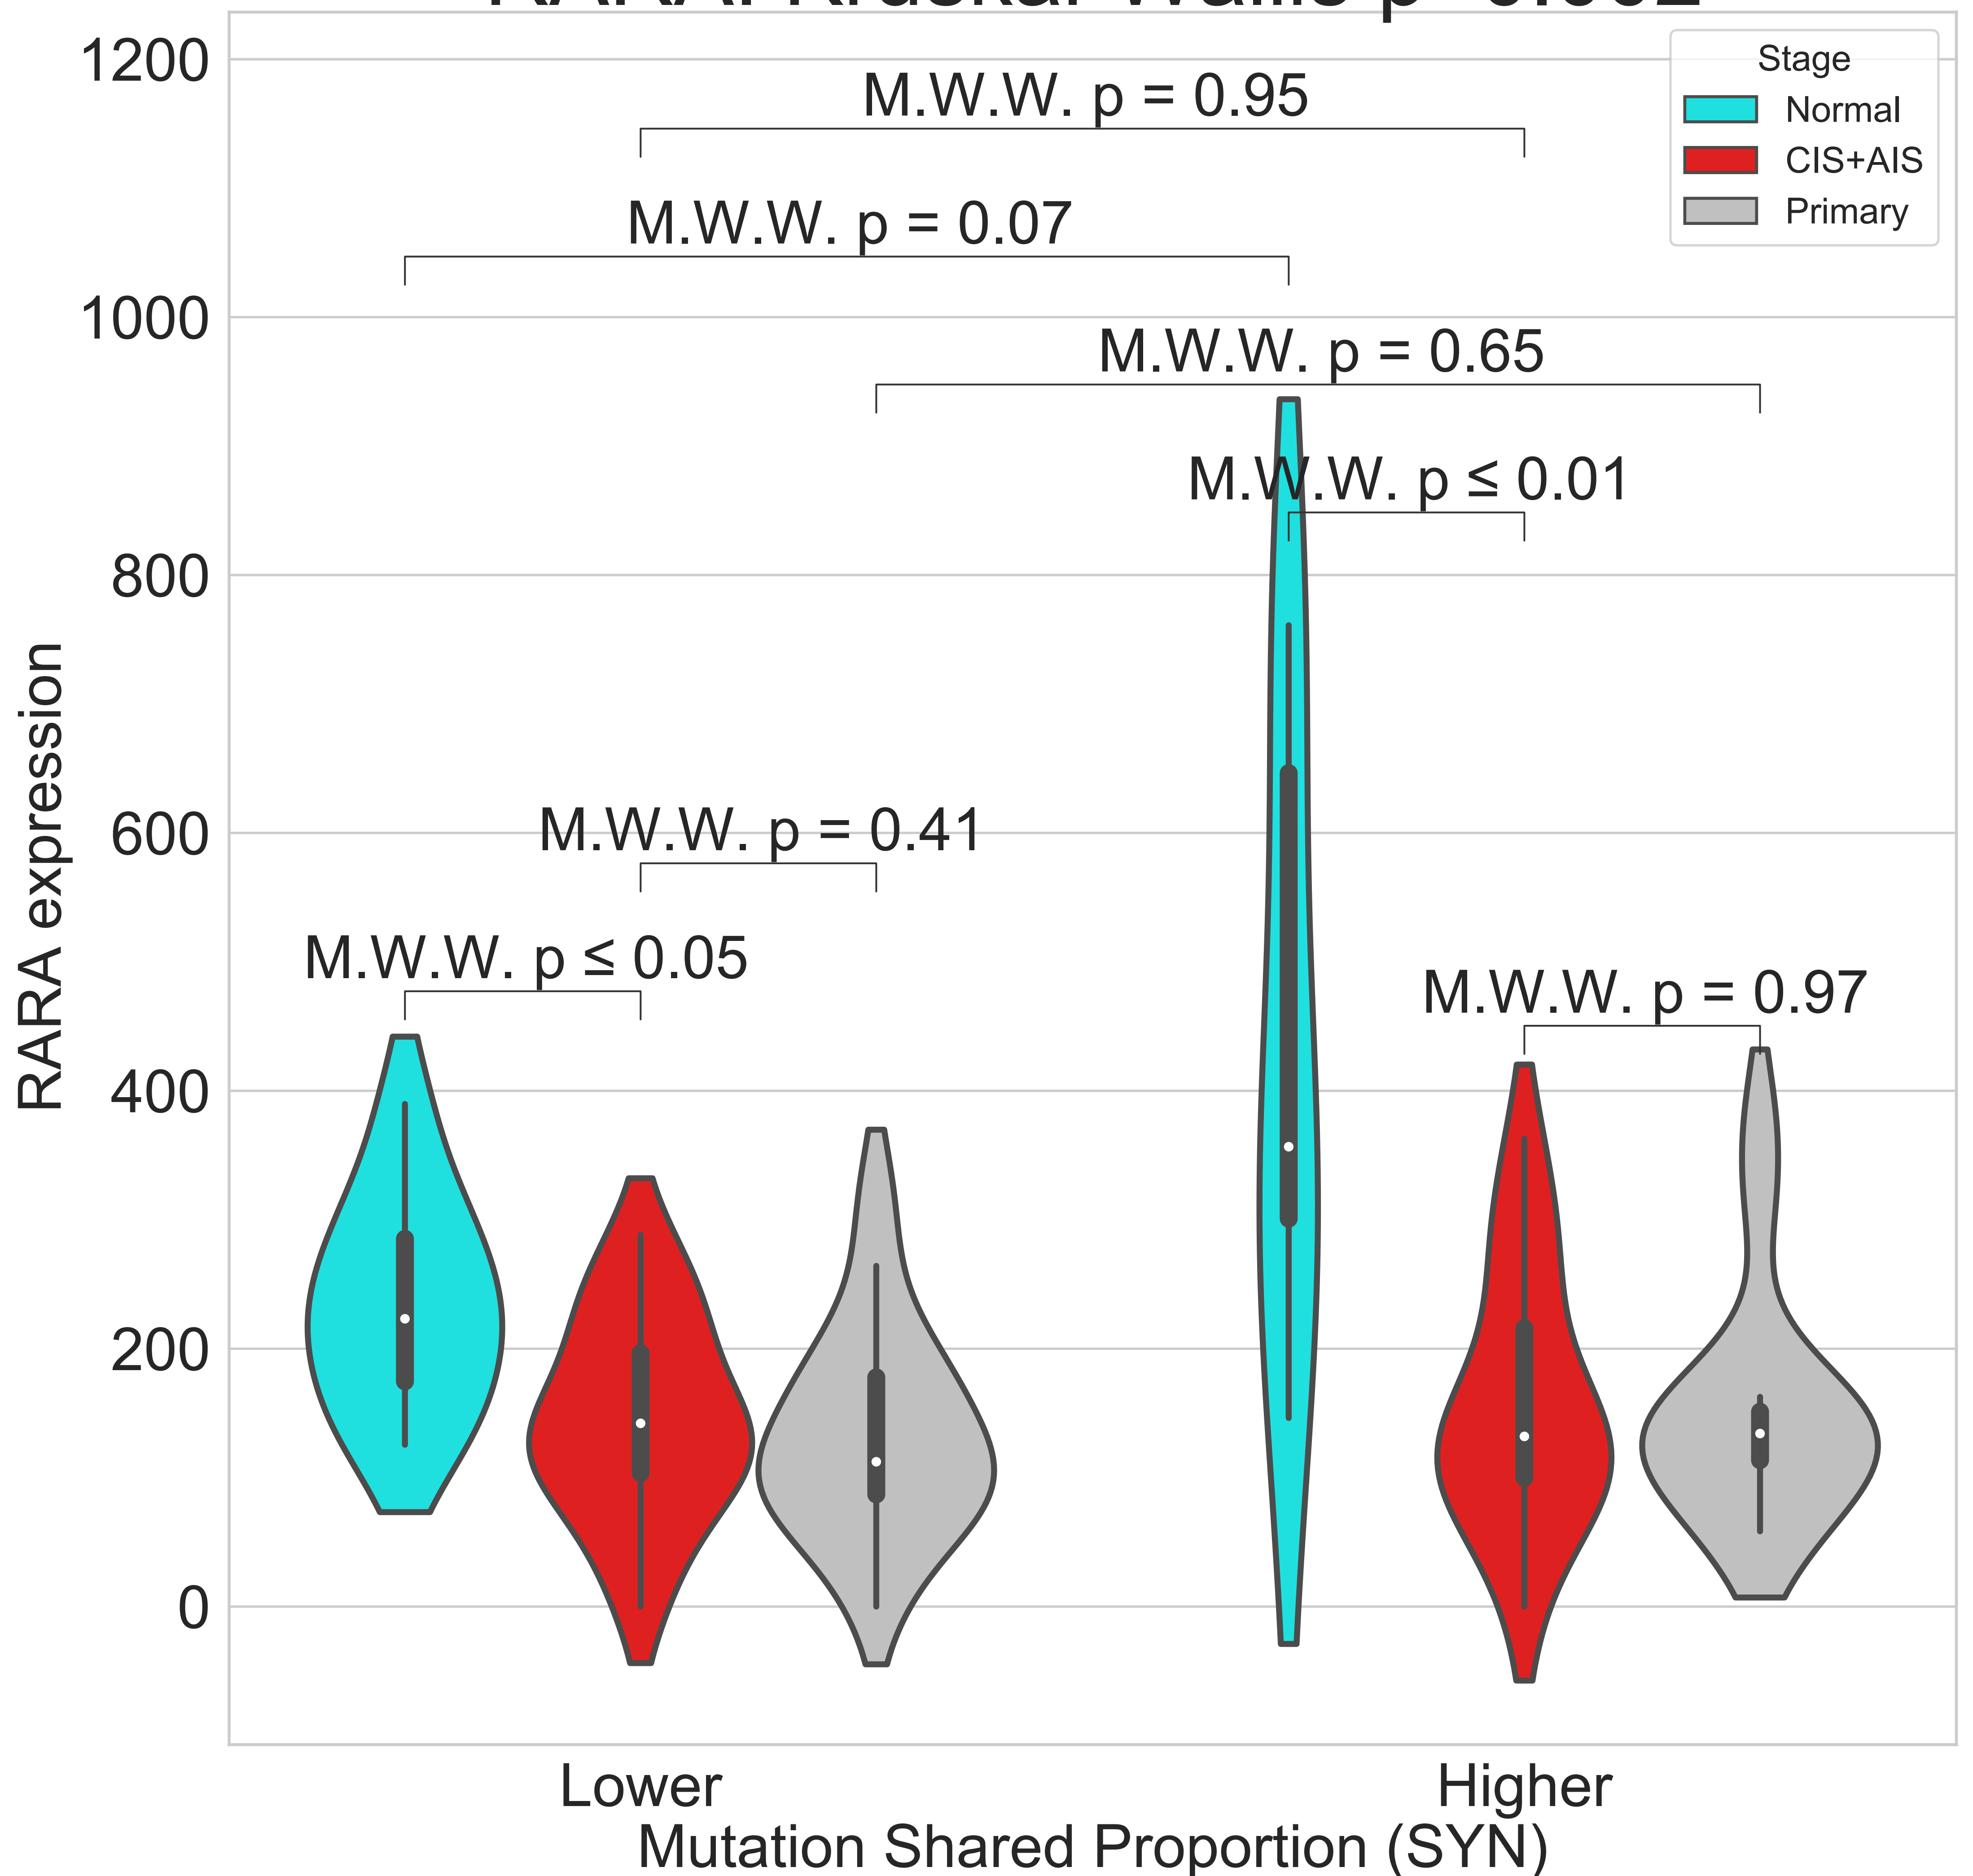 1200
M.W.W. p = 0.95
Stage
Normal
CIS+AIS
Primary
M.W.W. p = 0.07
1000
M.W.W. p = 0.65
M.W.W. p ≤ 0.01
800
RARA expression
600
M.W.W. p = 0.41
M.W.W. p ≤ 0.05
M.W.W. p = 0.97
400
200
0
Lower
Higher
Mutation Shared Proportion (SYN)